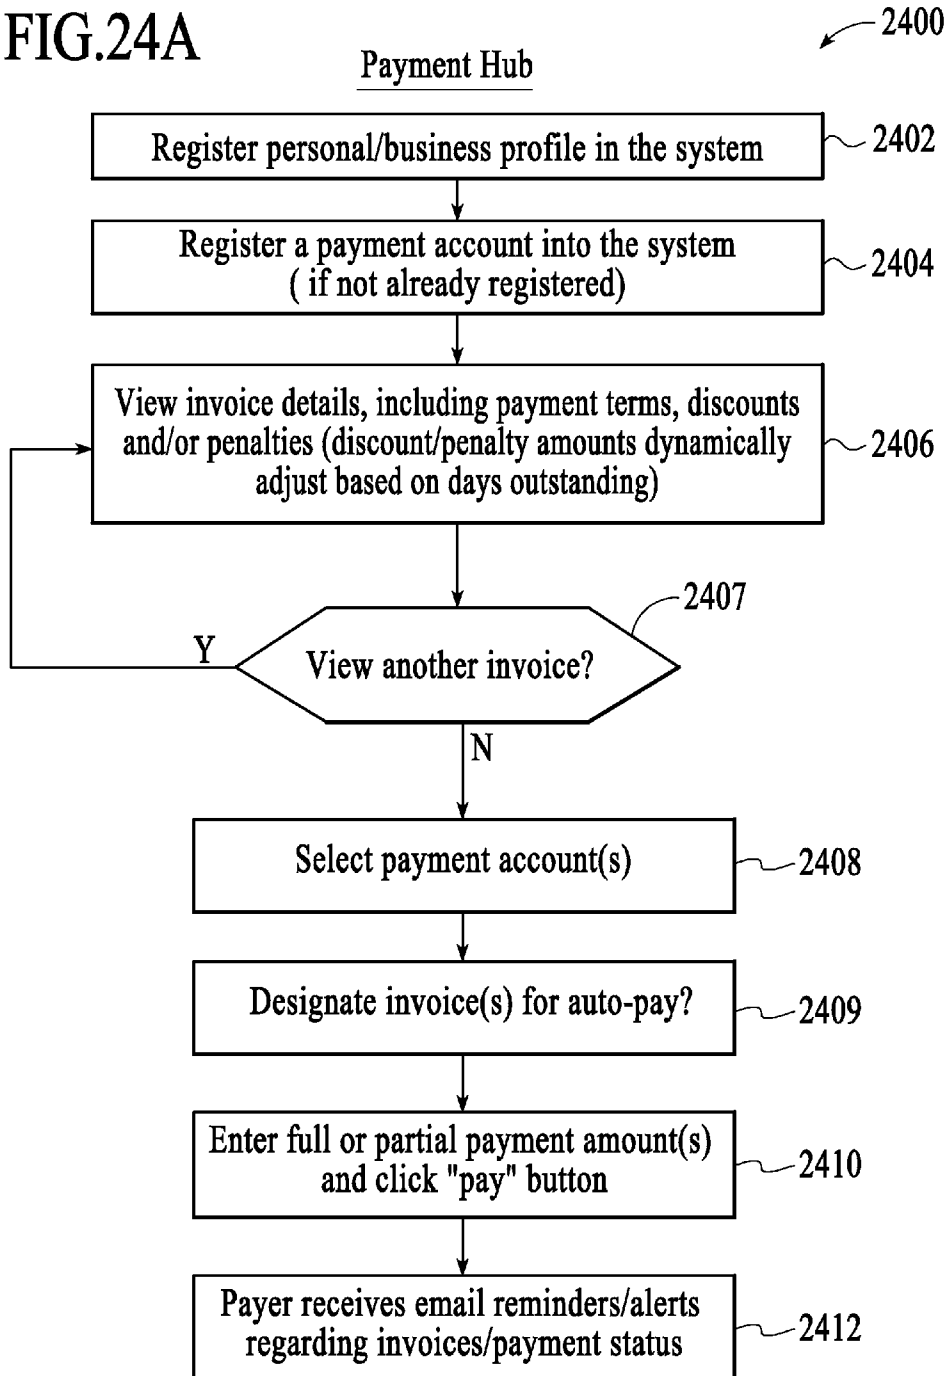 FIG.24A
2400
Payment Hub
Register personal/business profile in the system
2402
Register a payment account into the system
( if not already registered)
2404
View invoice details, including payment terms, discounts
and/or penalties (discount/penalty amounts dynamically
adjust based on days outstanding)
2406
2407
View another invoice?
Y
N
Select payment account(s)
2408
Designate invoice(s) for auto-pay?
2409
Enter full or partial payment amount(s)
and click "pay" button
2410
Payer receives email reminders/alerts
regarding invoices/payment status
2412